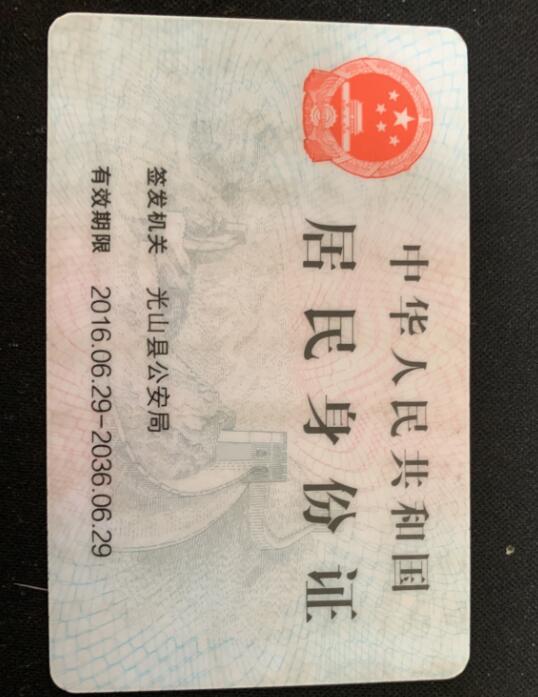 中华人民共和国
居民身份证
签发机关 光山县公安局
有效期限 2016.06.29-2036.06.29